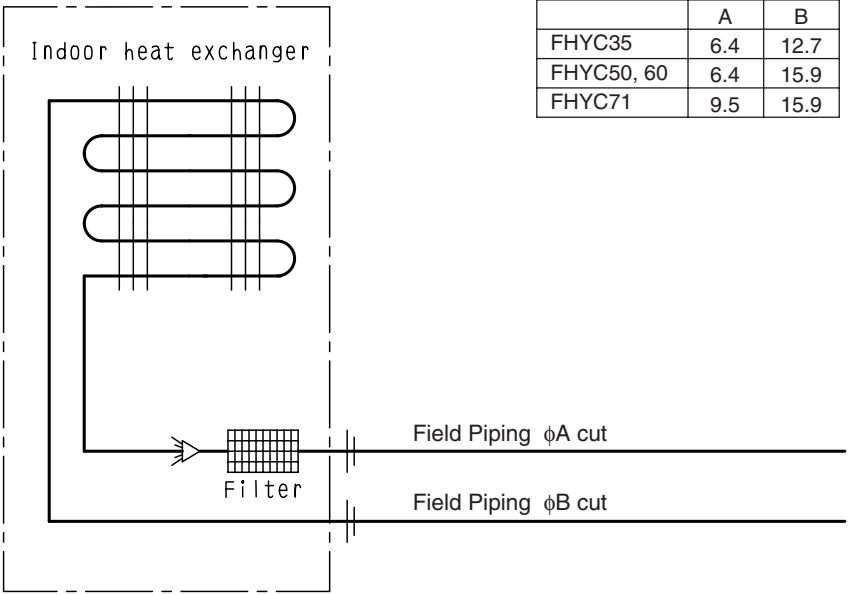 A B
FHYC35 6.4 12.7
FHYC50, 60 6.4 15.9
FHYC71 9.5 15.9
Indoor heat exchanger
Field Piping ϕA cut
Filter
Field Piping ϕB cut